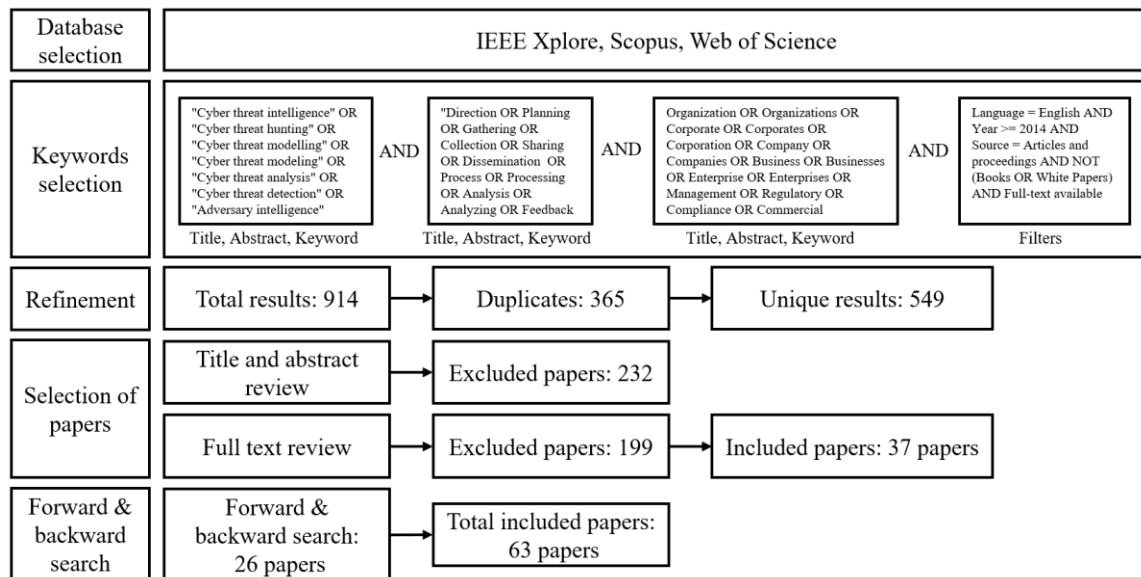 Database
selection
IEEE Xplore, Scopus, Web of Science
Keywords
selection
"Cyber threat intelligence" OR
"Cyber threat hunting" OR
"Cyber threat modelling" OR
"Cyber threat modeling" OR
"Cyber threat analysis" OR
"Cyber threat detection" OR
"Adversary intelligence"
Title, Abstract, Keyword
AND
"Direction OR Planning
OR Gathering OR
Collection OR Sharing
OR Dissemination OR
Process OR Processing
OR Analysis OR
Analyzing OR Feedback
Title, Abstract, Keyword
AND
Organization OR Organizations OR
Corporate OR Corporates OR
Corporation OR Company OR
Companies OR Business OR Businesses
OR Enterprise OR Enterprises OR
Management OR Regulatory OR
Compliance OR Commercial
Title, Abstract, Keyword
AND
Language = English AND
Year >= 2014 AND
Source = Articles and
proceedings AND NOT
(Books OR White Papers)
AND Full-text available
Filters
Refinement
Total results: 914
Duplicates: 365
Unique results: 549
Selection of
papers
Title and abstract
review
Excluded papers: 232
Full text review
Excluded papers: 199
Included papers: 37 papers
Forward &
backward
search
Forward &
backward search:
26 papers
Total included papers:
63 papers